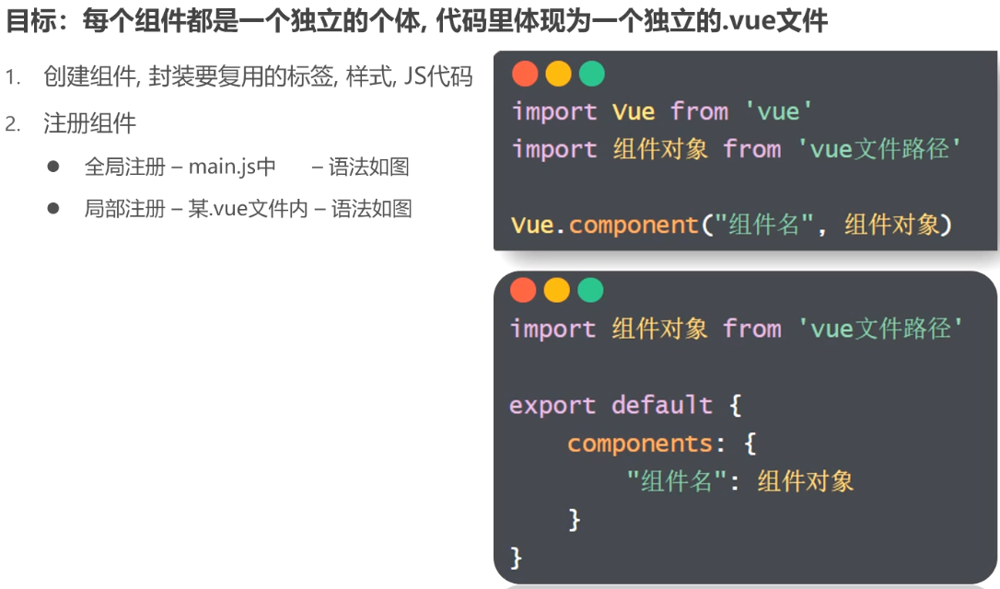 目标：每个组件都是一个独立的个体, 代码里体现为一个独立的.vue文件
1. 创建组件, 封装要复用的标签, 样式, JS代码
2. 注册组件
● 全局注册 – main.js中 – 语法如图
● 局部注册 – 某.vue文件内 – 语法如图
import Vue from 'vue'
import 组件对象 from 'vue文件路径'
Vue.component("组件名", 组件对象)
import 组件对象 from 'vue文件路径'
export default {
components: {
"组件名": 组件对象
}
}